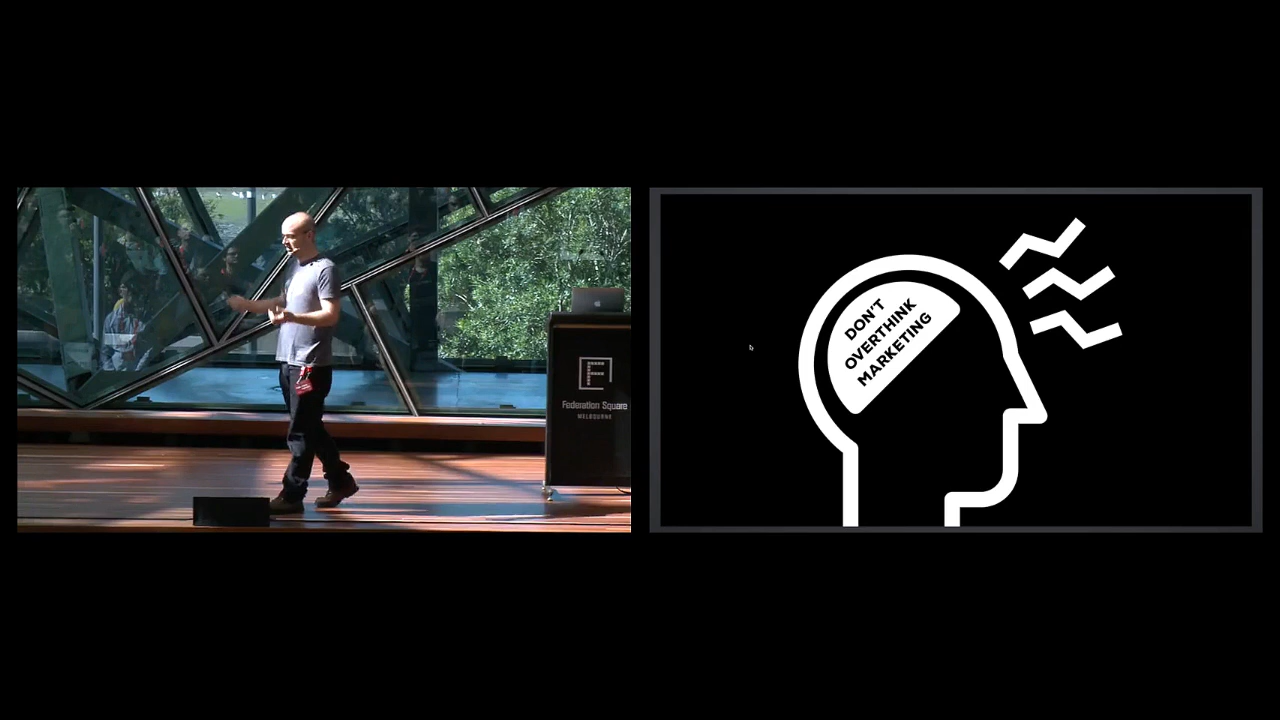 Federation Square
MELBOURNE
DON'T
OVERTHINK
MARKETING